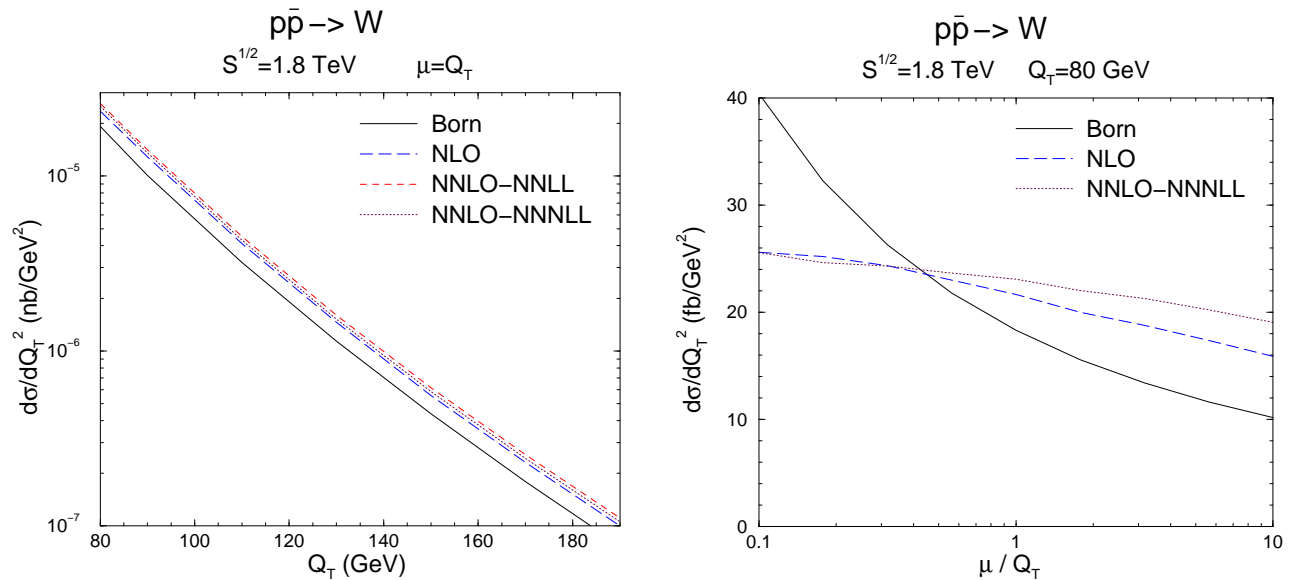 pp̄ −> W
S^1/2=1.8 TeV μ=Q_T
Born
NLO
NNLO−NNLL
NNLO−NNNLL
dσ/dQ_T^2 (nb/GeV^2)
10^−5
10^−6
10^−7
80 100 120 140 160 180
Q_T (GeV)
pp̄ −> W
S^1/2=1.8 TeV Q_T=80 GeV
Born
NLO
NNLO−NNNLL
dσ/dQ_T^2 (fb/GeV^2)
40
30
20
10
0
0.1 1 10
μ / Q_T